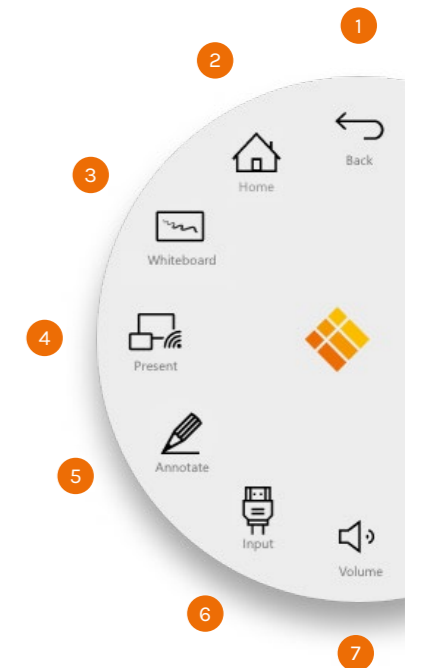 1
Back
2
Home
3
Whiteboard
4
Present
5
Annotate
6
Input
7
Volume